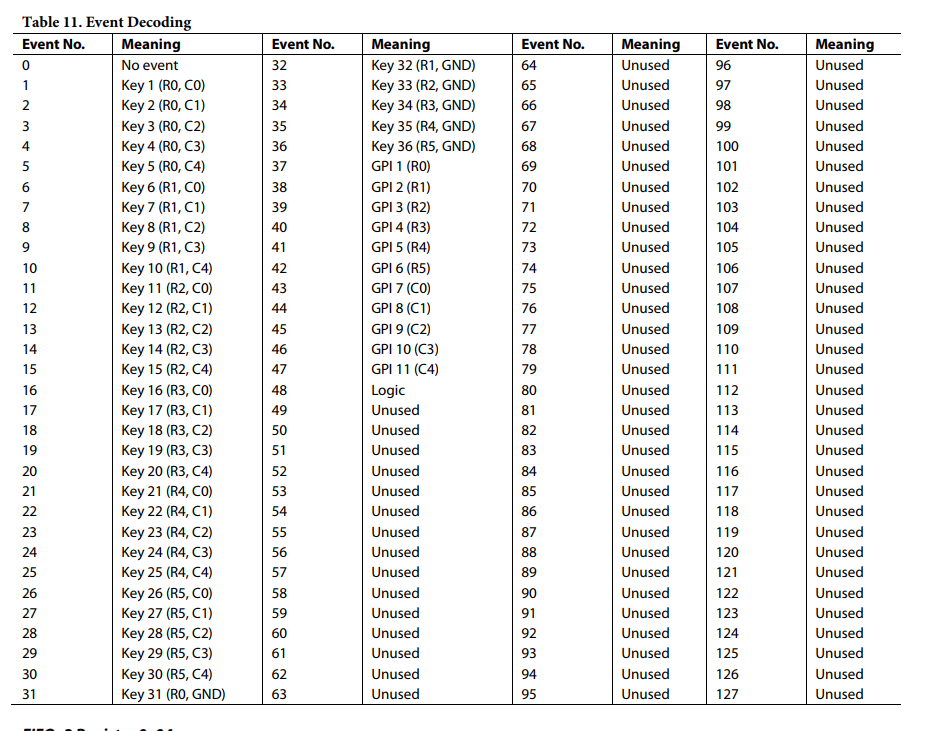 Table 11. Event Decoding
Event No. Meaning Event No. Meaning Event No. Meaning Event No. Meaning
0 No event 32 Key 32 (R1, GND) 64 Unused 96 Unused
1 Key 1 (R0, C0) 33 Key 33 (R2, GND) 65 Unused 97 Unused
2 Key 2 (R0, C1) 34 Key 34 (R3, GND) 66 Unused 98 Unused
3 Key 3 (R0, C2) 35 Key 35 (R4, GND) 67 Unused 99 Unused
4 Key 4 (R0, C3) 36 Key 36 (R5, GND) 68 Unused 100 Unused
5 Key 5 (R0, C4) 37 GPI 1 (R0) 69 Unused 101 Unused
6 Key 6 (R1, C0) 38 GPI 2 (R1) 70 Unused 102 Unused
7 Key 7 (R1, C1) 39 GPI 3 (R2) 71 Unused 103 Unused
8 Key 8 (R1, C2) 40 GPI 4 (R3) 72 Unused 104 Unused
9 Key 9 (R1, C3) 41 GPI 5 (R4) 73 Unused 105 Unused
10 Key 10 (R1, C4) 42 GPI 6 (R5) 74 Unused 106 Unused
11 Key 11 (R2, C0) 43 GPI 7 (C0) 75 Unused 107 Unused
12 Key 12 (R2, C1) 44 GPI 8 (C1) 76 Unused 108 Unused
13 Key 13 (R2, C2) 45 GPI 9 (C2) 77 Unused 109 Unused
14 Key 14 (R2, C3) 46 GPI 10 (C3) 78 Unused 110 Unused
15 Key 15 (R2, C4) 47 GPI 11 (C4) 79 Unused 111 Unused
16 Key 16 (R3, C0) 48 Logic 80 Unused 112 Unused
17 Key 17 (R3, C1) 49 Unused 81 Unused 113 Unused
18 Key 18 (R3, C2) 50 Unused 82 Unused 114 Unused
19 Key 19 (R3, C3) 51 Unused 83 Unused 115 Unused
20 Key 20 (R3, C4) 52 Unused 84 Unused 116 Unused
21 Key 21 (R4, C0) 53 Unused 85 Unused 117 Unused
22 Key 22 (R4, C1) 54 Unused 86 Unused 118 Unused
23 Key 23 (R4, C2) 55 Unused 87 Unused 119 Unused
24 Key 24 (R4, C3) 56 Unused 88 Unused 120 Unused
25 Key 25 (R4, C4) 57 Unused 89 Unused 121 Unused
26 Key 26 (R5, C0) 58 Unused 90 Unused 122 Unused
27 Key 27 (R5, C1) 59 Unused 91 Unused 123 Unused
28 Key 28 (R5, C2) 60 Unused 92 Unused 124 Unused
29 Key 29 (R5, C3) 61 Unused 93 Unused 125 Unused
30 Key 30 (R5, C4) 62 Unused 94 Unused 126 Unused
31 Key 31 (R0, GND) 63 Unused 95 Unused 127 Unused